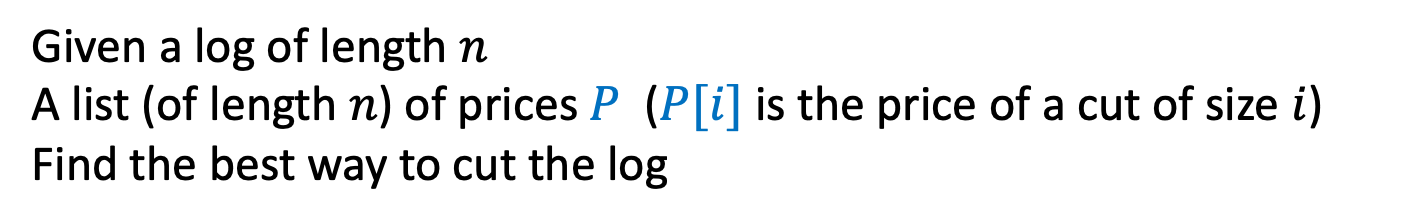 Given a log of length n
A list (of length n) of prices P (P[i] is the price of a cut of size i)
Find the best way to cut the log